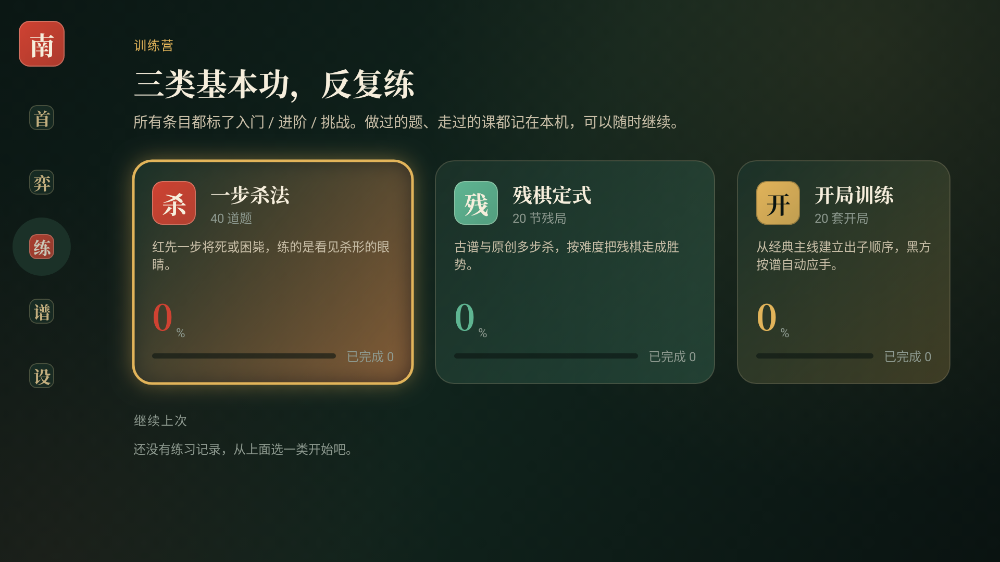 南
首
弈
练
谱
设
训练营
三类基本功，反复练
所有条目都标了入门 / 进阶 / 挑战。做过的题、走过的课都记在本机，可以随时继续。
杀
一步杀法
40 道题
红先一步将死或困毙，练的是看见杀形的眼
睛。
0%
已完成 0
残
残棋定式
20 节残局
古谱与原创多步杀，按难度把残棋走成胜
势。
0%
已完成 0
开
开局训练
20 套开局
从经典主线建立出子顺序，黑方
按谱自动应手。
0%
已完成 0
继续上次
还没有练习记录，从上面选一类开始吧。